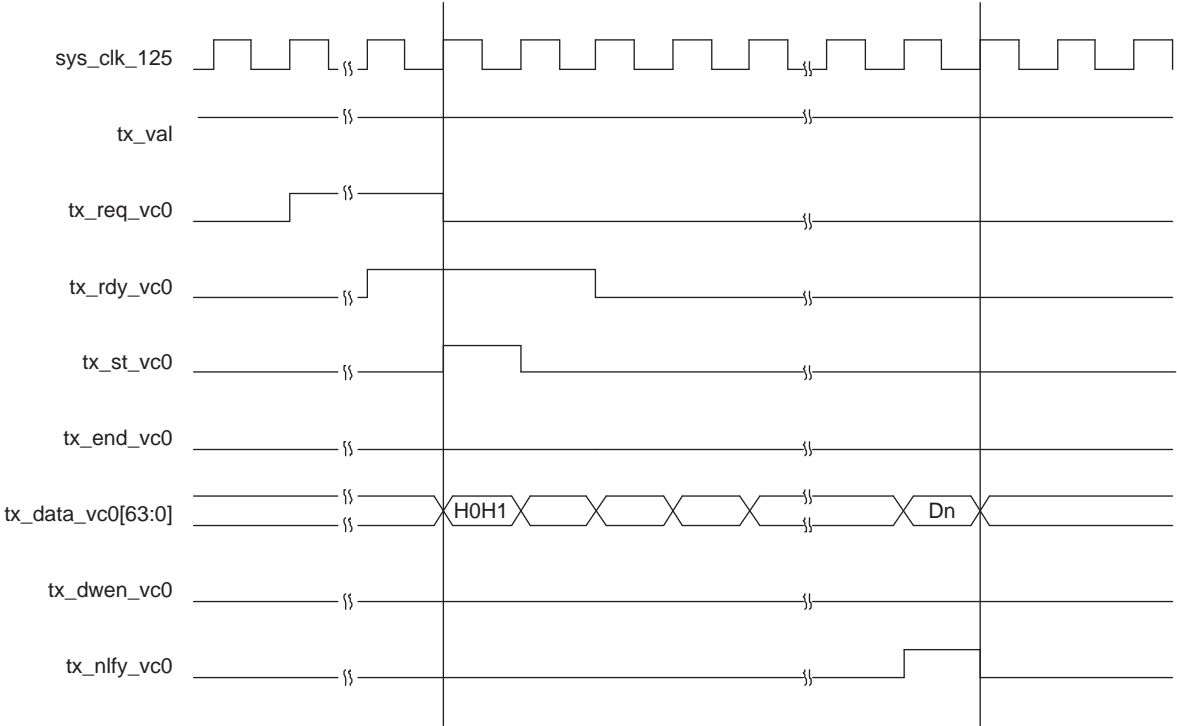 sys_clk_125
tx_val
tx_req_vc0
tx_rdy_vc0
tx_st_vc0
tx_end_vc0
tx_data_vc0[63:0] H0H1 Dn
tx_dwen_vc0
tx_nlfy_vc0